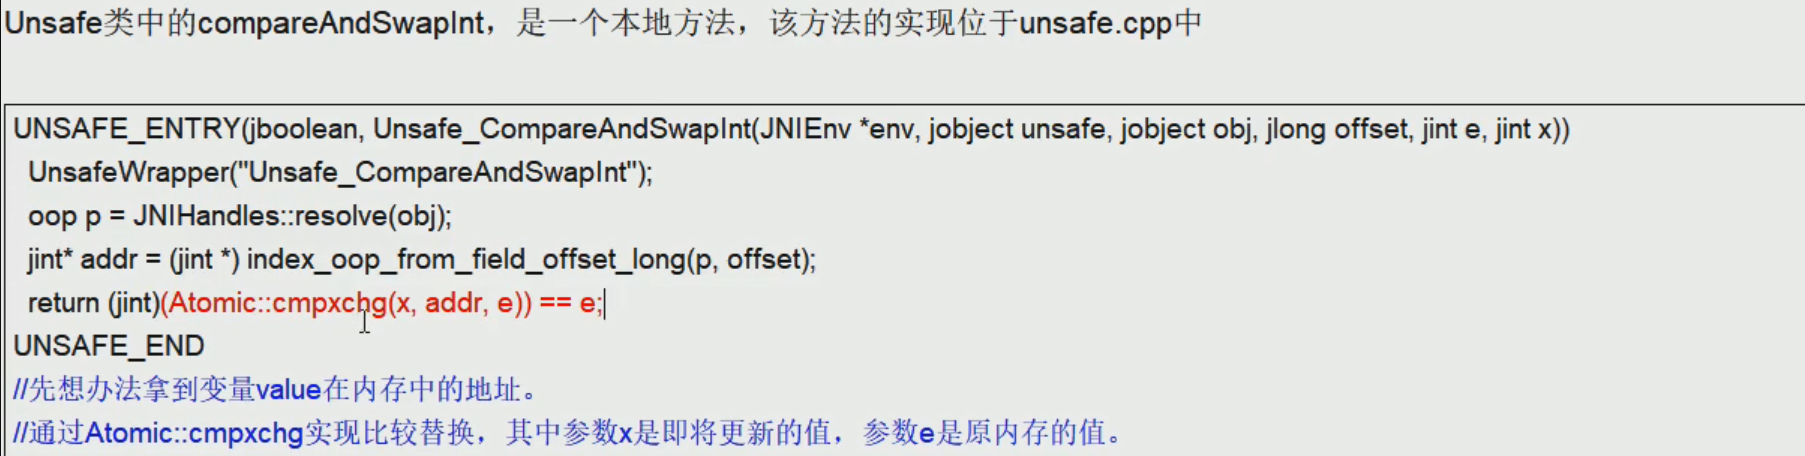 Unsafe类中的compareAndSwapInt，是一个本地方法，该方法的实现位于unsafe.cpp中
UNSAFE_ENTRY(jboolean, Unsafe_CompareAndSwapInt(JNIEnv *env, jobject unsafe, jobject obj, jlong offset, jint e, jint x))
UnsafeWrapper("Unsafe_CompareAndSwapInt");
oop p = JNIHandles::resolve(obj);
jint* addr = (jint *) index_oop_from_field_offset_long(p, offset);
return (jint)(Atomic::cmpxchg(x, addr, e)) == e;
UNSAFE_END
//先想办法拿到变量value在内存中的地址。
//通过Atomic::cmpxchg实现比较替换，其中参数x是即将更新的值，参数e是原内存的值。